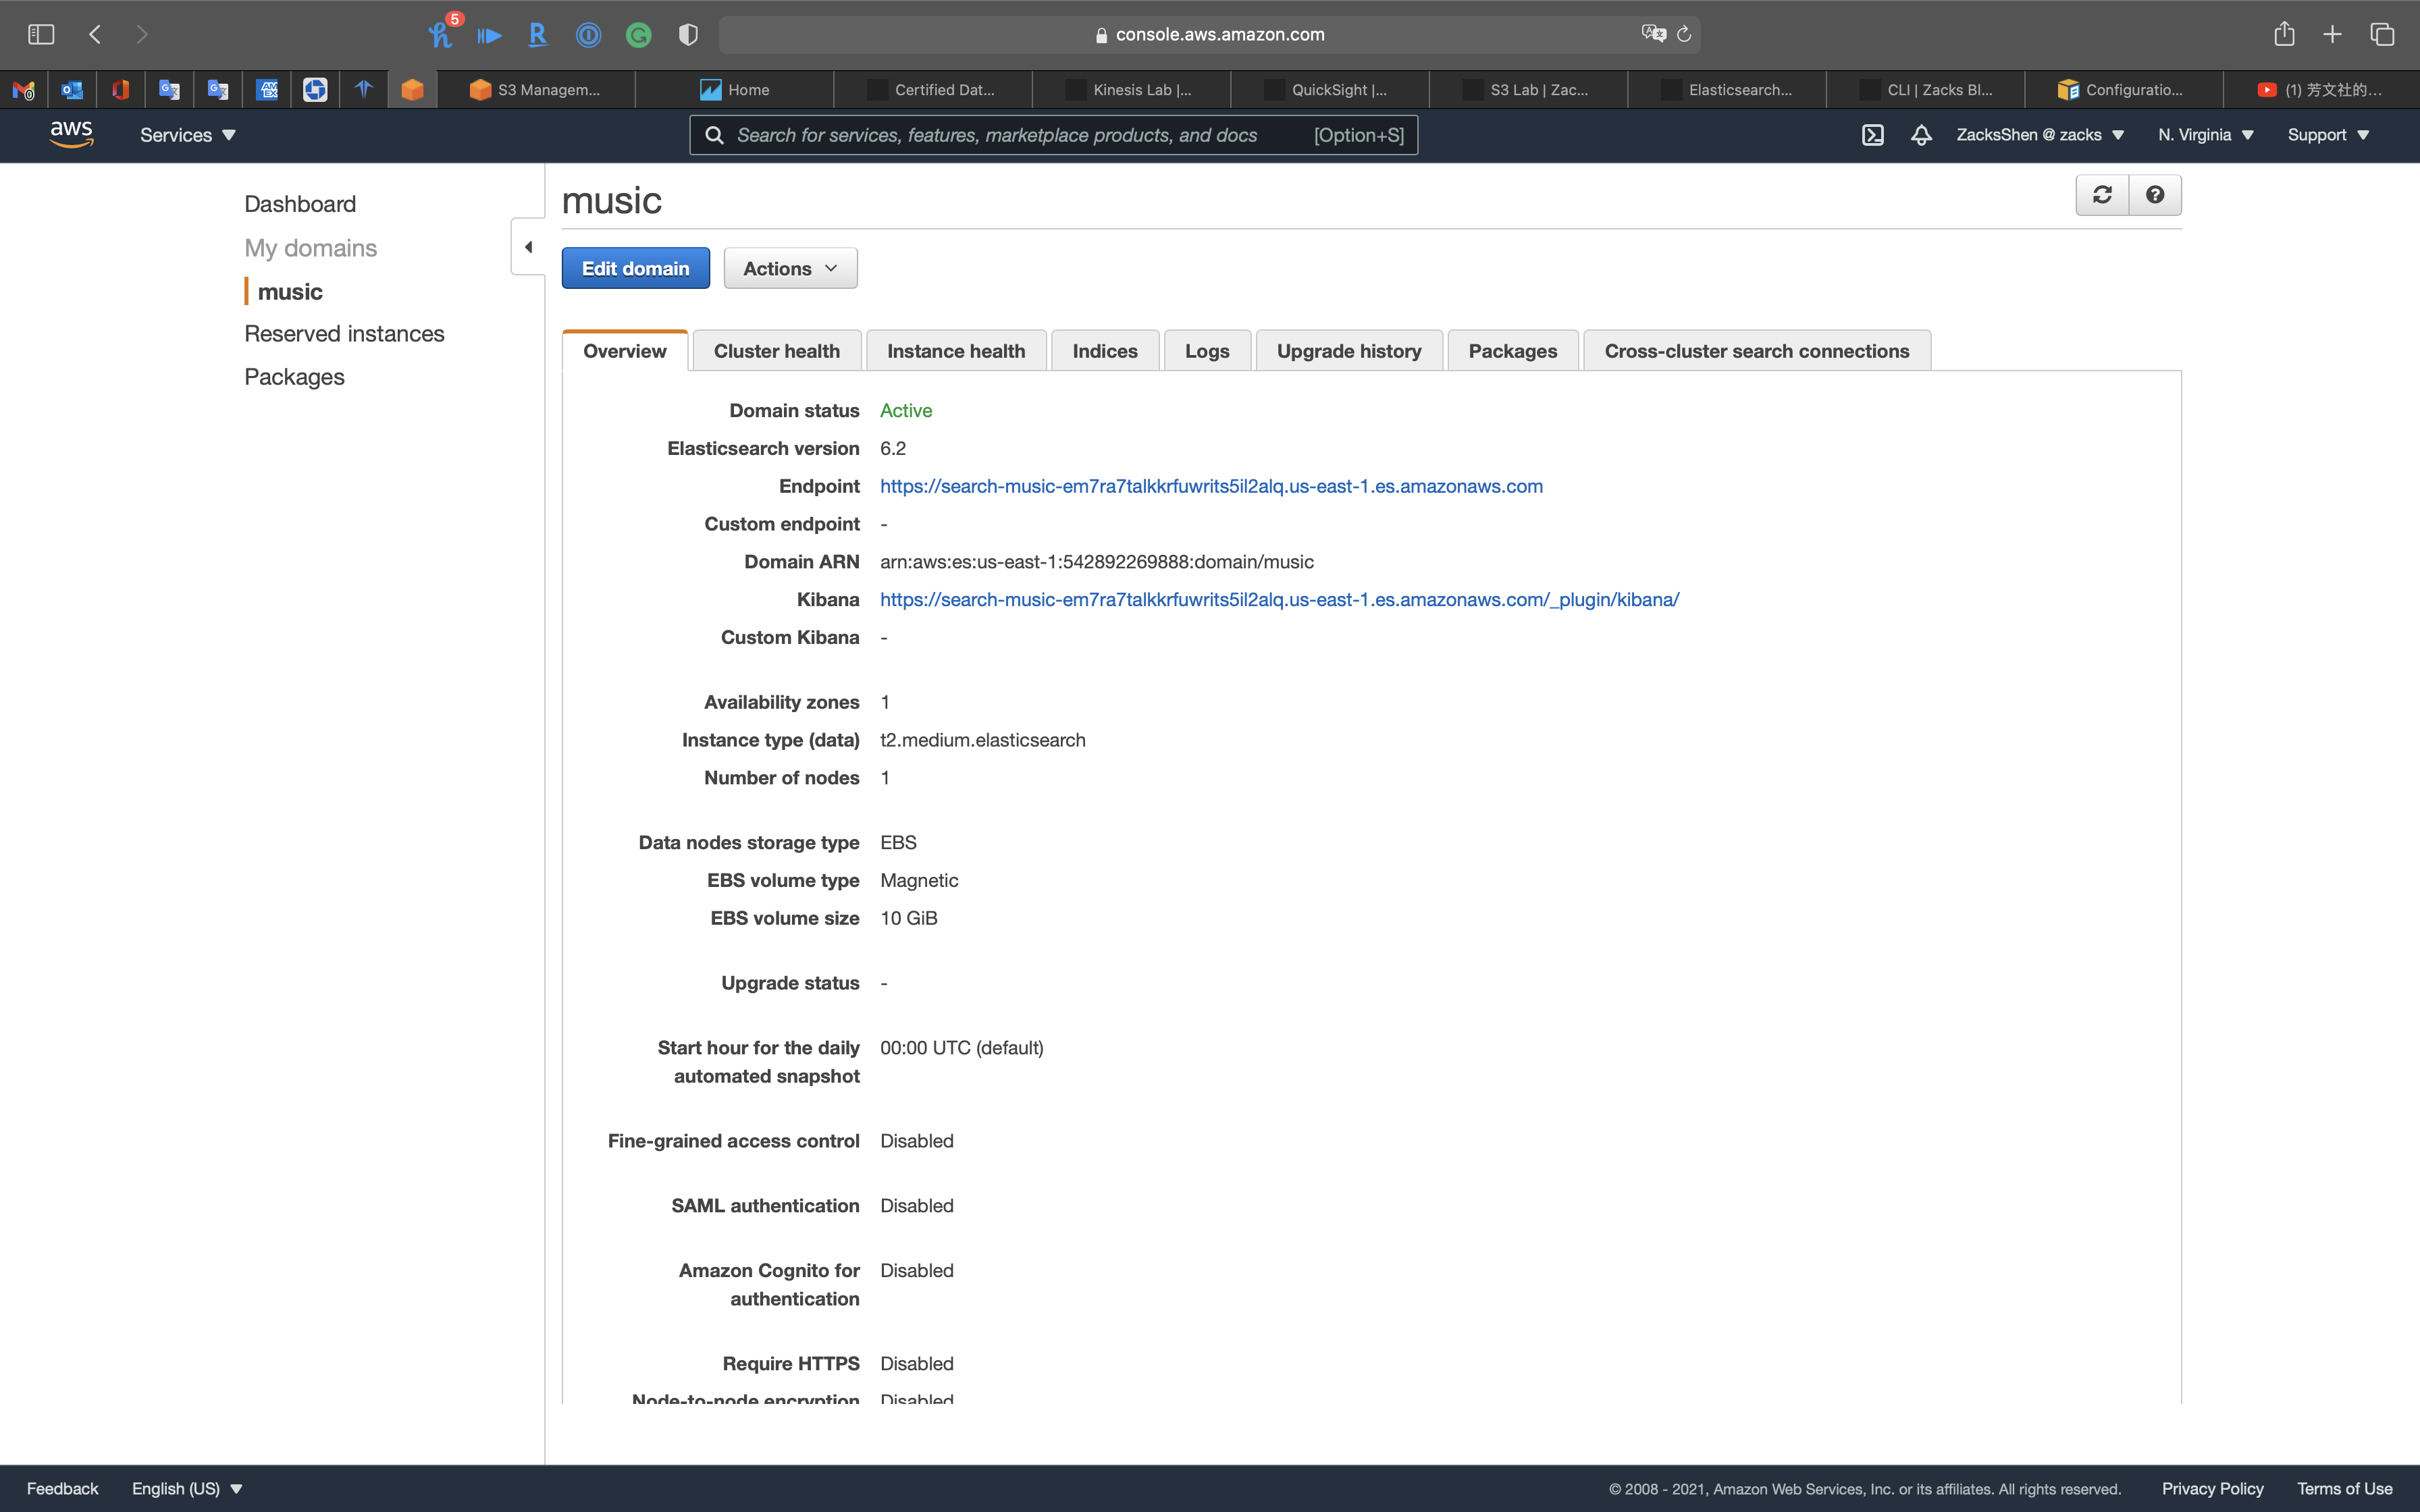 5
console.aws.amazon.com
S3 Managem...
Home
Certified Dat...
Kinesis Lab |...
QuickSight |...
S3 Lab | Zac...
Elasticsearch...
CLI | Zacks Bl...
Configuratio...
(1) 芳文社的...
aws
Services
Search for services, features, marketplace products, and docs
[Option+S]
ZacksShen @ zacks
N. Virginia
Support
Dashboard
My domains
music
Reserved instances
Packages
music
Edit domain
Actions
Overview
Cluster health
Instance health
Indices
Logs
Upgrade history
Packages
Cross-cluster search connections
Domain status Active
Elasticsearch version 6.2
Endpoint https://search-music-em7ra7talkkrfuwrits5il2alq.us-east-1.es.amazonaws.com
Custom endpoint -
Domain ARN arn:aws:es:us-east-1:542892269888:domain/music
Kibana https://search-music-em7ra7talkkrfuwrits5il2alq.us-east-1.es.amazonaws.com/_plugin/kibana/
Custom Kibana -
Availability zones 1
Instance type (data) t2.medium.elasticsearch
Number of nodes 1
Data nodes storage type EBS
EBS volume type Magnetic
EBS volume size 10 GiB
Upgrade status -
Start hour for the daily 00:00 UTC (default)
automated snapshot
Fine-grained access control Disabled
SAML authentication Disabled
Amazon Cognito for Disabled
authentication
Require HTTPS Disabled
Node-to-node encryption Disabled
Feedback
English (US)
© 2008 - 2021, Amazon Web Services, Inc. or its affiliates. All rights reserved.
Privacy Policy
Terms of Use